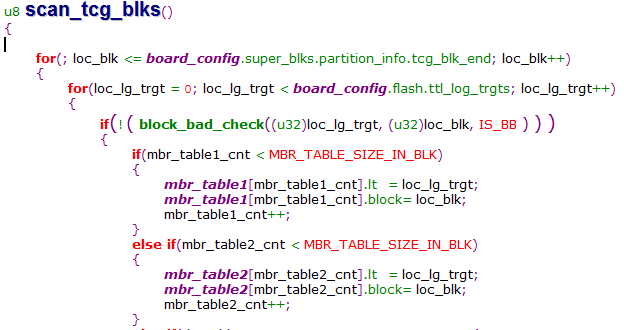 u8 scan_tcg_blks()
{
for(; loc_blk <= board_config.super_blks.partition_info.tcg_blk_end; loc_blk++)
{
for(loc_lg_trgt = 0; loc_lg_trgt < board_config.flash.ttl_log_trgts; loc_lg_trgt++)
{
if(! ( block_bad_check((u32)loc_lg_trgt, (u32)loc_blk, IS_BB ) ) )
{
if(mbr_table1_cnt < MBR_TABLE_SIZE_IN_BLK)
{
mbr_table1[mbr_table1_cnt].lt = loc_lg_trgt;
mbr_table1[mbr_table1_cnt].block= loc_blk;
mbr_table1_cnt++;
}
else if(mbr_table2_cnt < MBR_TABLE_SIZE_IN_BLK)
{
mbr_table2[mbr_table2_cnt].lt = loc_lg_trgt;
mbr_table2[mbr_table2_cnt].block= loc_blk;
mbr_table2_cnt++;
}